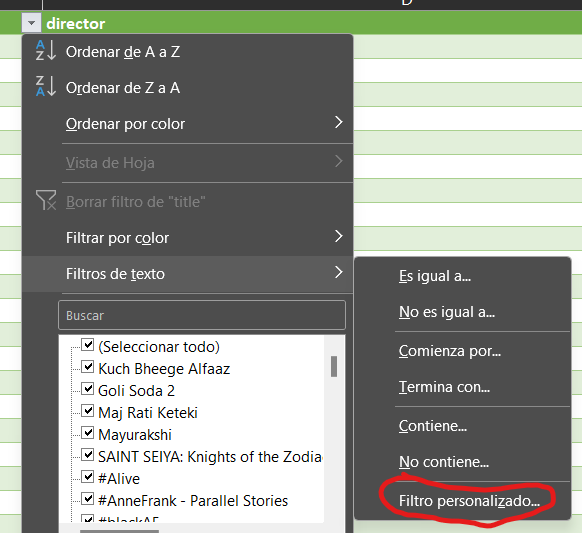 D
director
Ordenar de A a Z
Ordenar de Z a A
Ordenar por color
Vista de Hoja
Borrar filtro de "title"
Filtrar por color
Filtros de texto
Buscar
(Seleccionar todo)
Kuch Bheege Alfaaz
Goli Soda 2
Maj Rati Keteki
Mayurakshi
SAINT SEIYA: Knights of the Zodia
#Alive
#AnneFrank - Parallel Stories
#blackAF
Es igual a...
No es igual a...
Comienza por...
Termina con...
Contiene...
No contiene...
Filtro personalizado...